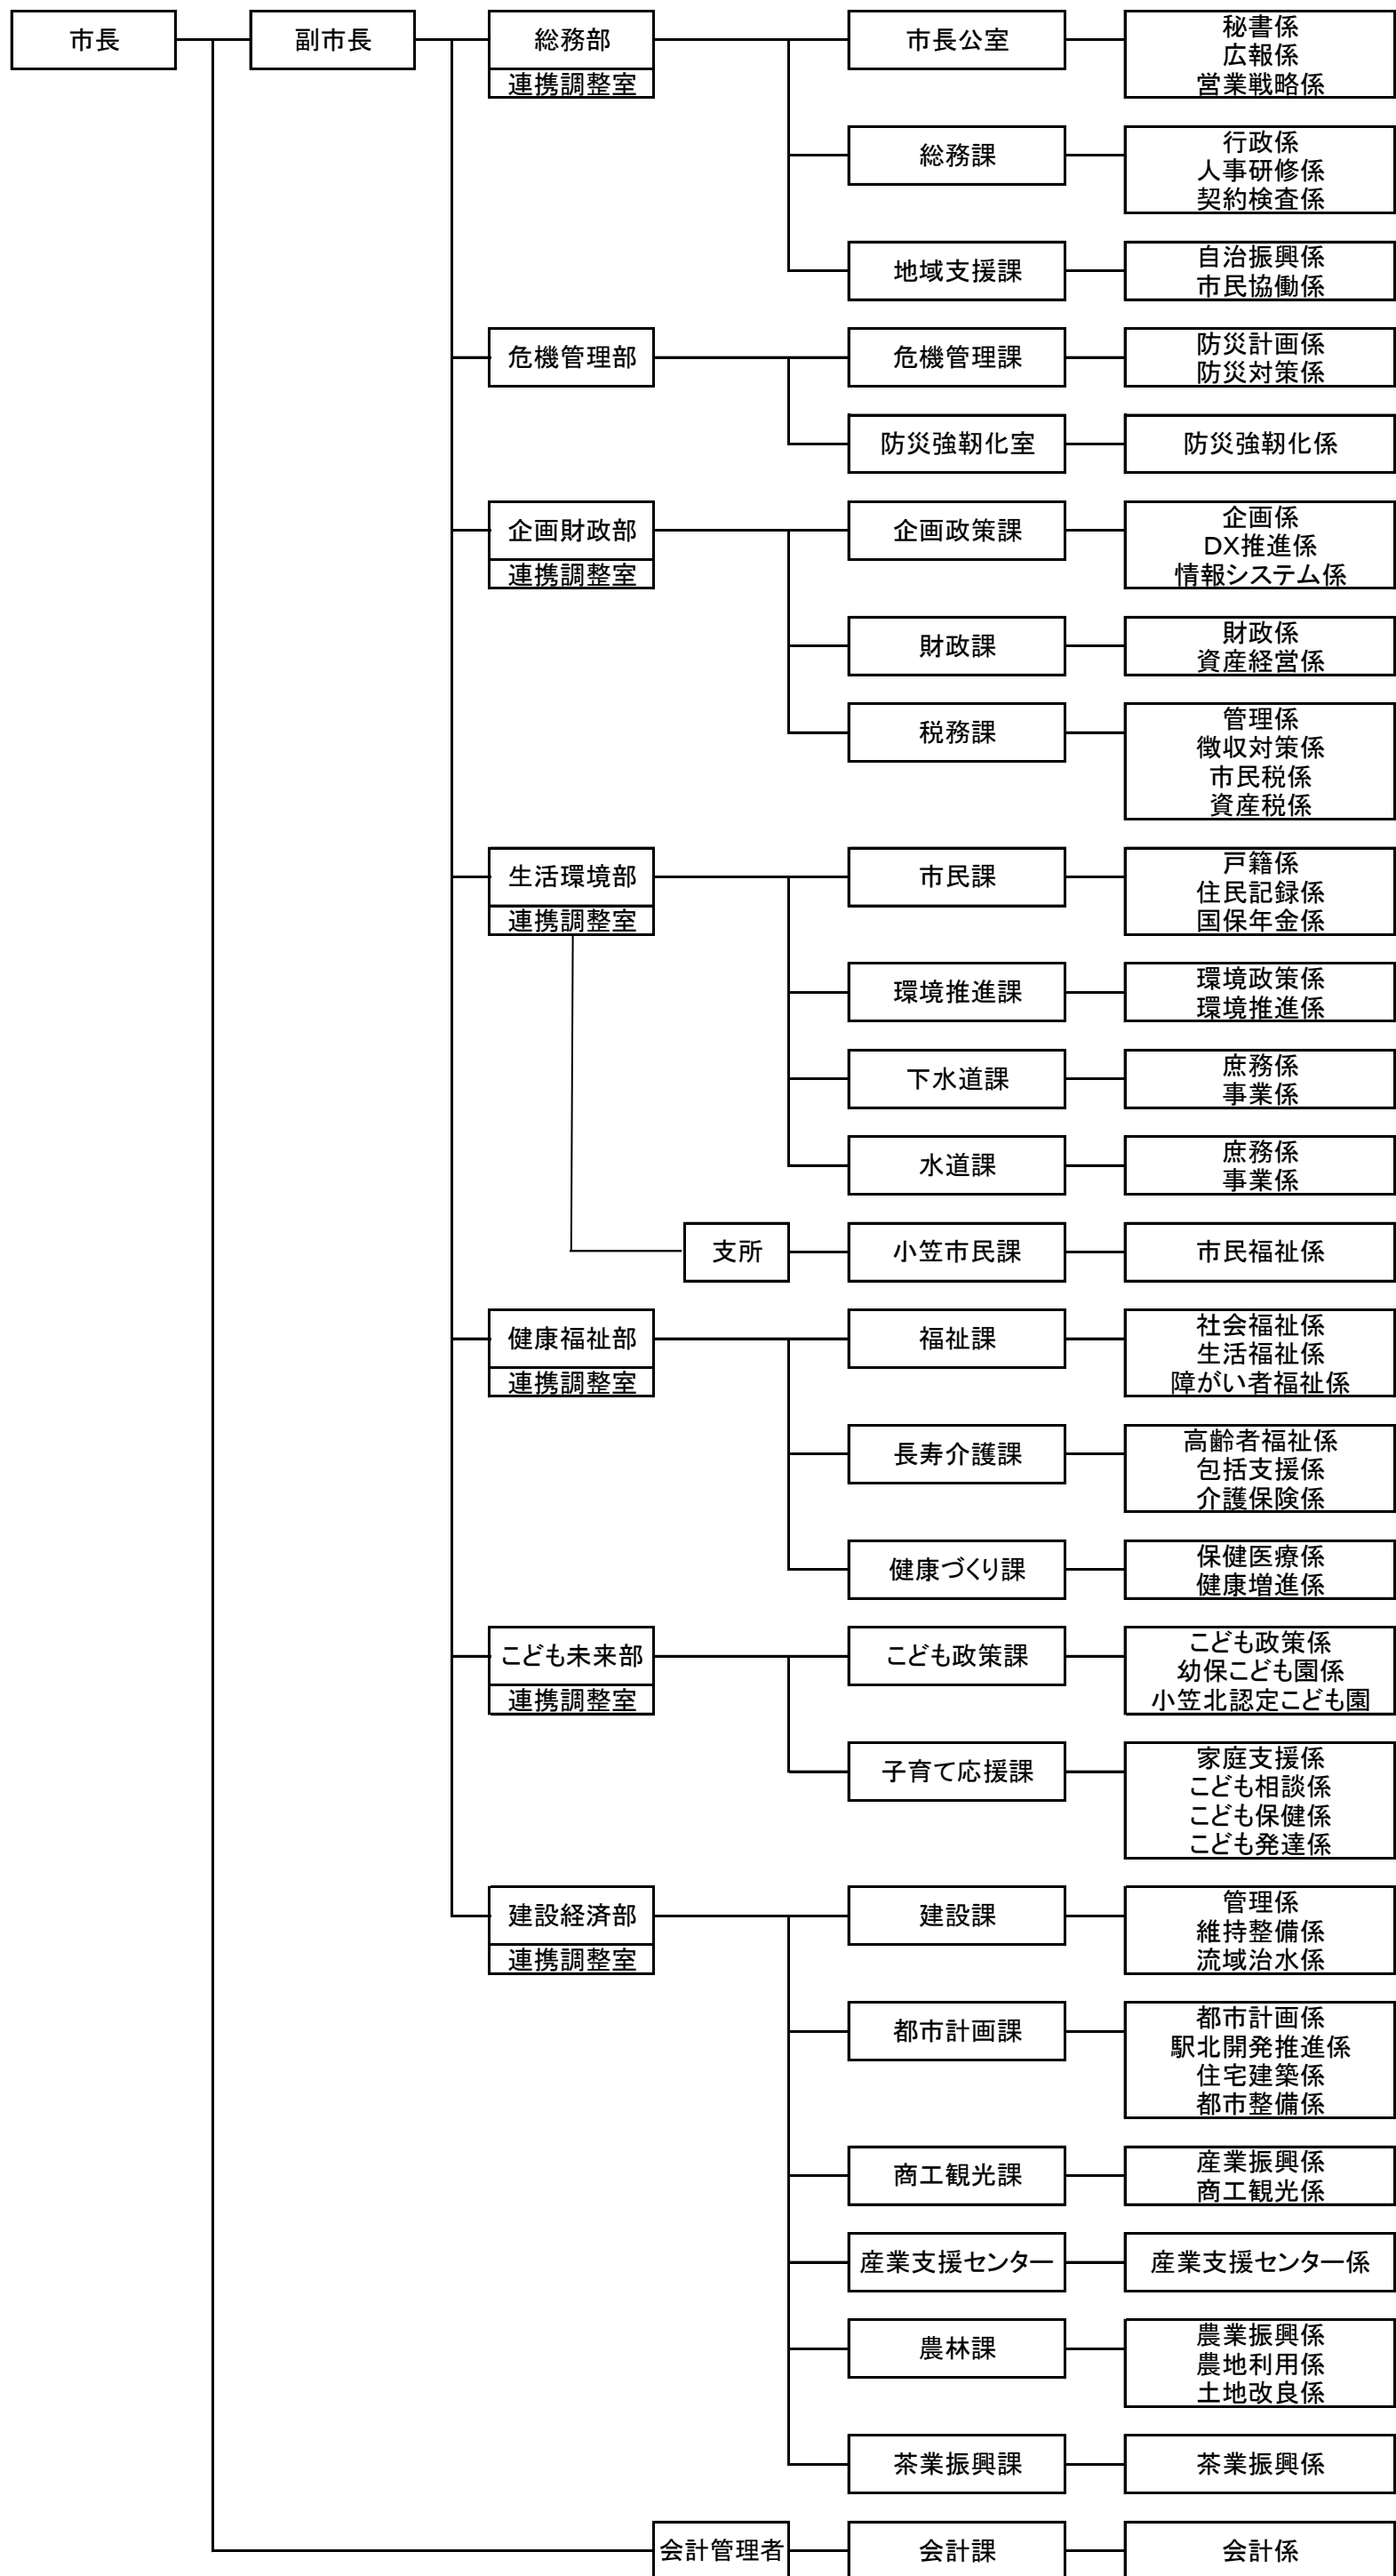 市長
副市長
総務部
連携調整室
市長公室
秘書係
広報係
営業戦略係
総務課
行政係
人事研修係
契約検査係
地域支援課
自治振興係
市民協働係
危機管理部
危機管理課
防災計画係
防災対策係
防災強靭化室
防災強靭化係
企画財政部
連携調整室
企画政策課
企画係
DX推進係
情報システム係
財政課
財政係
資産経営係
税務課
管理係
徴収対策係
市民税係
資産税係
生活環境部
連携調整室
市民課
戸籍係
住民記録係
国保年金係
環境推進課
環境政策係
環境推進係
下水道課
庶務係
事業係
水道課
庶務係
事業係
支所
小笠市民課
市民福祉係
健康福祉部
連携調整室
福祉課
社会福祉係
生活福祉係
障がい者福祉係
長寿介護課
高齢者福祉係
包括支援係
介護保険係
健康づくり課
保健医療係
健康増進係
こども未来部
連携調整室
こども政策課
こども政策係
幼保こども園係
小笠北認定こども園
子育て応援課
家庭支援係
こども相談係
こども保健係
こども発達係
建設経済部
連携調整室
建設課
管理係
維持整備係
流域治水係
都市計画課
都市計画係
駅北開発推進係
住宅建築係
都市整備係
商工観光課
産業振興係
商工観光係
産業支援センター
産業支援センター係
農林課
農業振興係
農地利用係
土地改良係
茶業振興課
茶業振興係
会計管理者
会計課
会計係